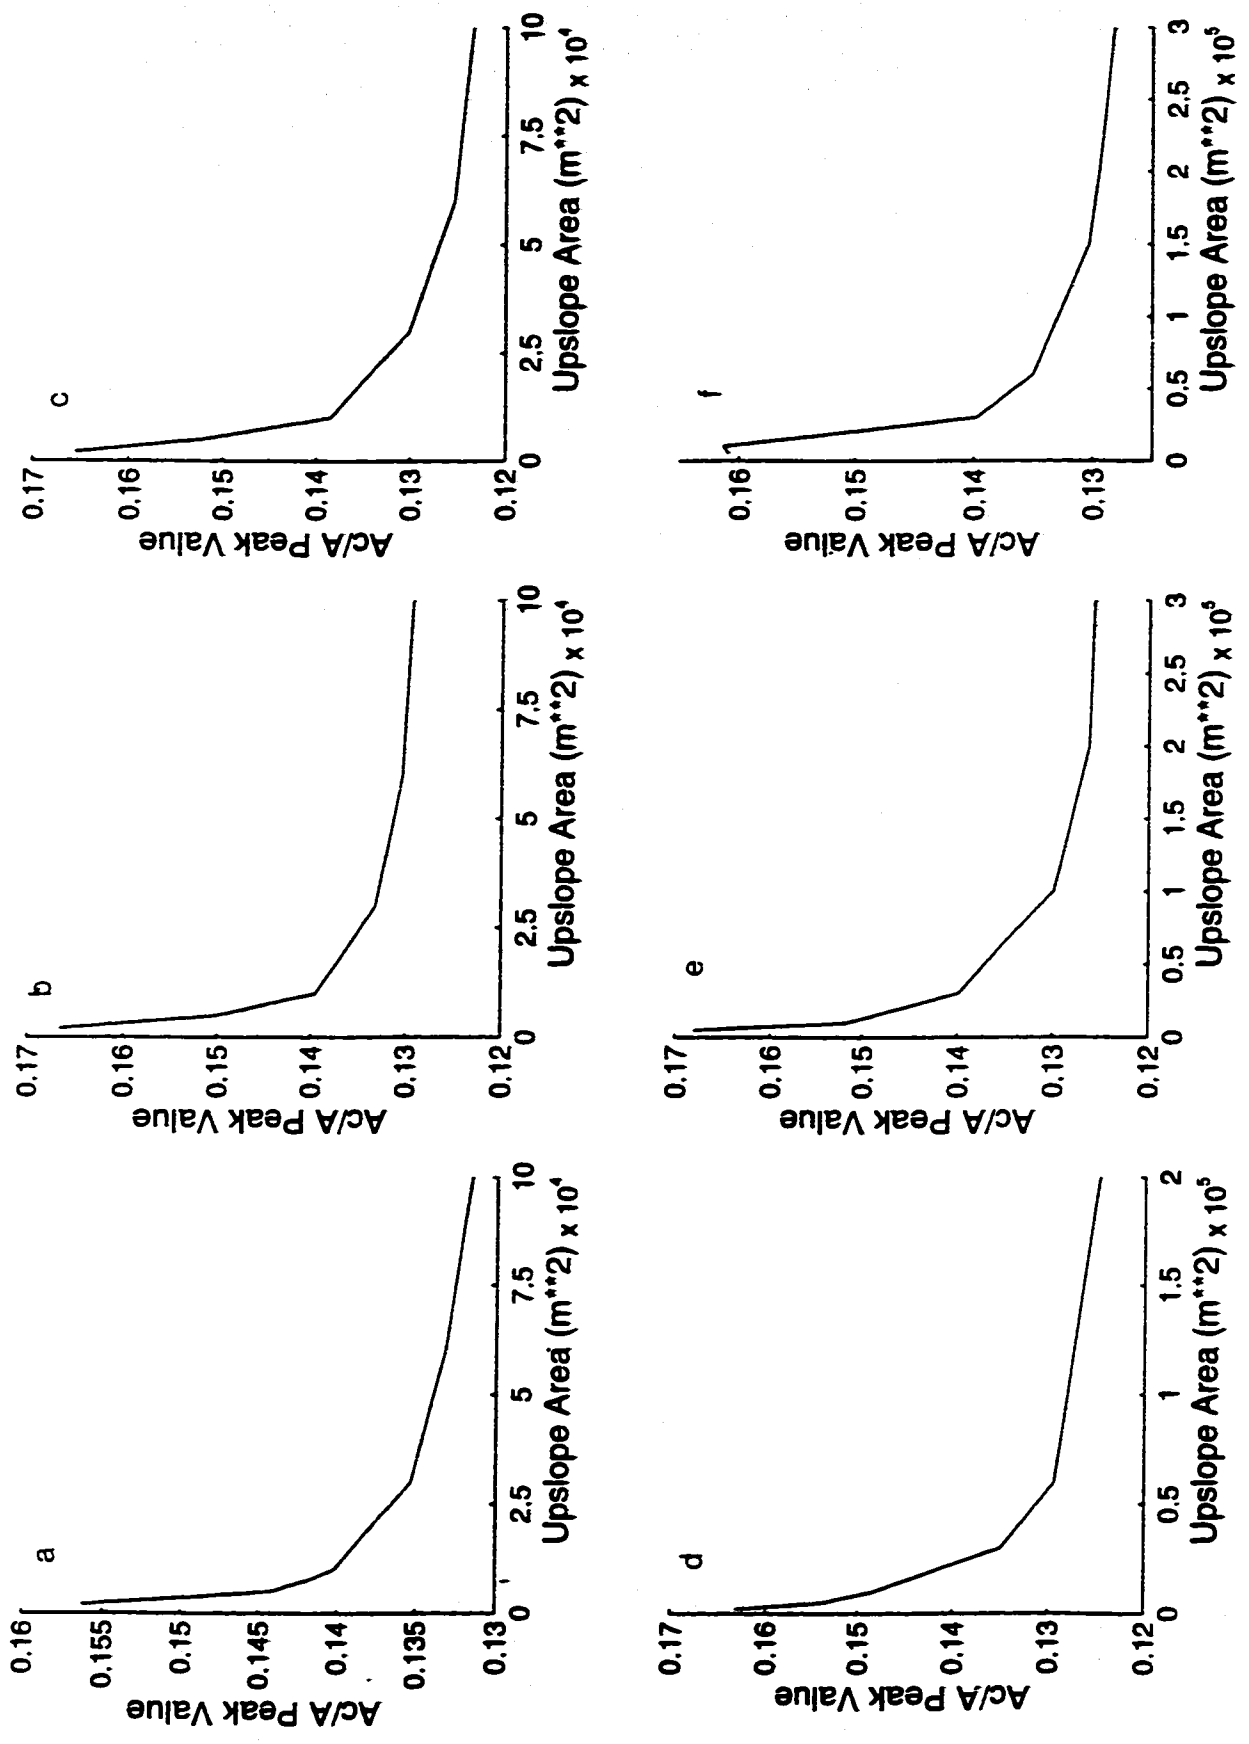 a
0.16
0.155
0.15
0.145
0.14
0.135
0.13
Ac/A Peak Value
0 2.5 5 7.5 10
Upslope Area (m**2) x 10⁴
b
0.17
0.16
0.15
0.14
0.13
0.12
Ac/A Peak Value
0 2.5 5 7.5 10
Upslope Area (m**2) x 10⁴
c
0.17
0.16
0.15
0.14
0.13
0.12
Ac/A Peak Value
0 2.5 5 7.5 10
Upslope Area (m**2) x 10⁴
d
0.17
0.16
0.15
0.14
0.13
0.12
Ac/A Peak Value
0 0.5 1 1.5 2
Upslope Area (m**2) x 10⁵
e
0.17
0.16
0.15
0.14
0.13
0.12
Ac/A Peak Value
0 0.5 1 1.5 2 2.5 3
Upslope Area (m**2) x 10⁵
f
0.16
0.15
0.14
0.13
Ac/A Peak Value
0 0.5 1 1.5 2 2.5 3
Upslope Area (m**2) x 10⁵